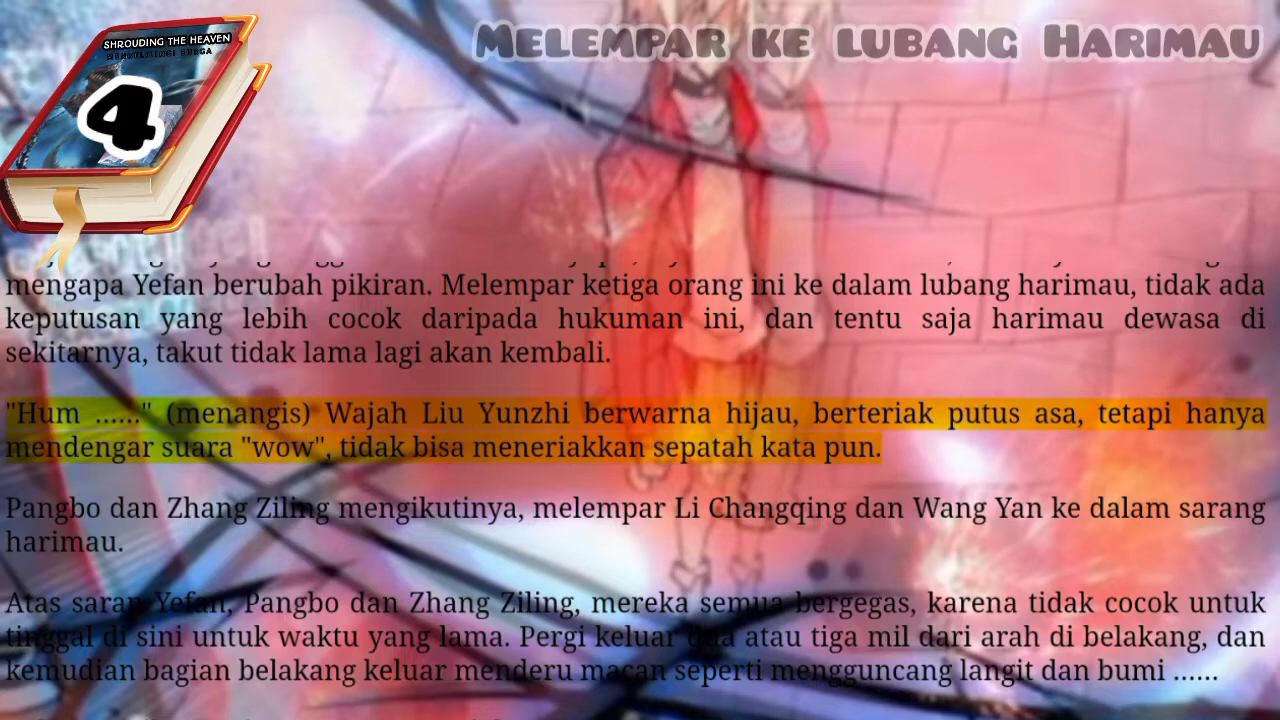 Melempar ke lubang Harimau
SHROUDING THE HEAVEN
4
mengapa Yefan berubah pikiran. Melempar ketiga orang ini ke dalam lubang harimau, tidak ada
keputusan yang lebih cocok daripada hukuman ini, dan tentu saja harimau dewasa di
sekitarnya, takut tidak lama lagi akan kembali.
"Hum ......" (menangis) Wajah Liu Yunzhi berwarna hijau, berteriak putus asa, tetapi hanya
mendengar suara "wow", tidak bisa meneriakkan sepatah kata pun.
Pangbo dan Zhang Ziling mengikutinya, melempar Li Changqing dan Wang Yan ke dalam sarang
harimau.
Atas saran Yefan, Pangbo dan Zhang Ziling, mereka semua bergegas, karena tidak cocok untuk
tinggal di sini untuk waktu yang lama. Pergi keluar dua atau tiga mil dari arah di belakang, dan
kemudian bagian belakang keluar menderu macan seperti mengguncang langit dan bumi ......